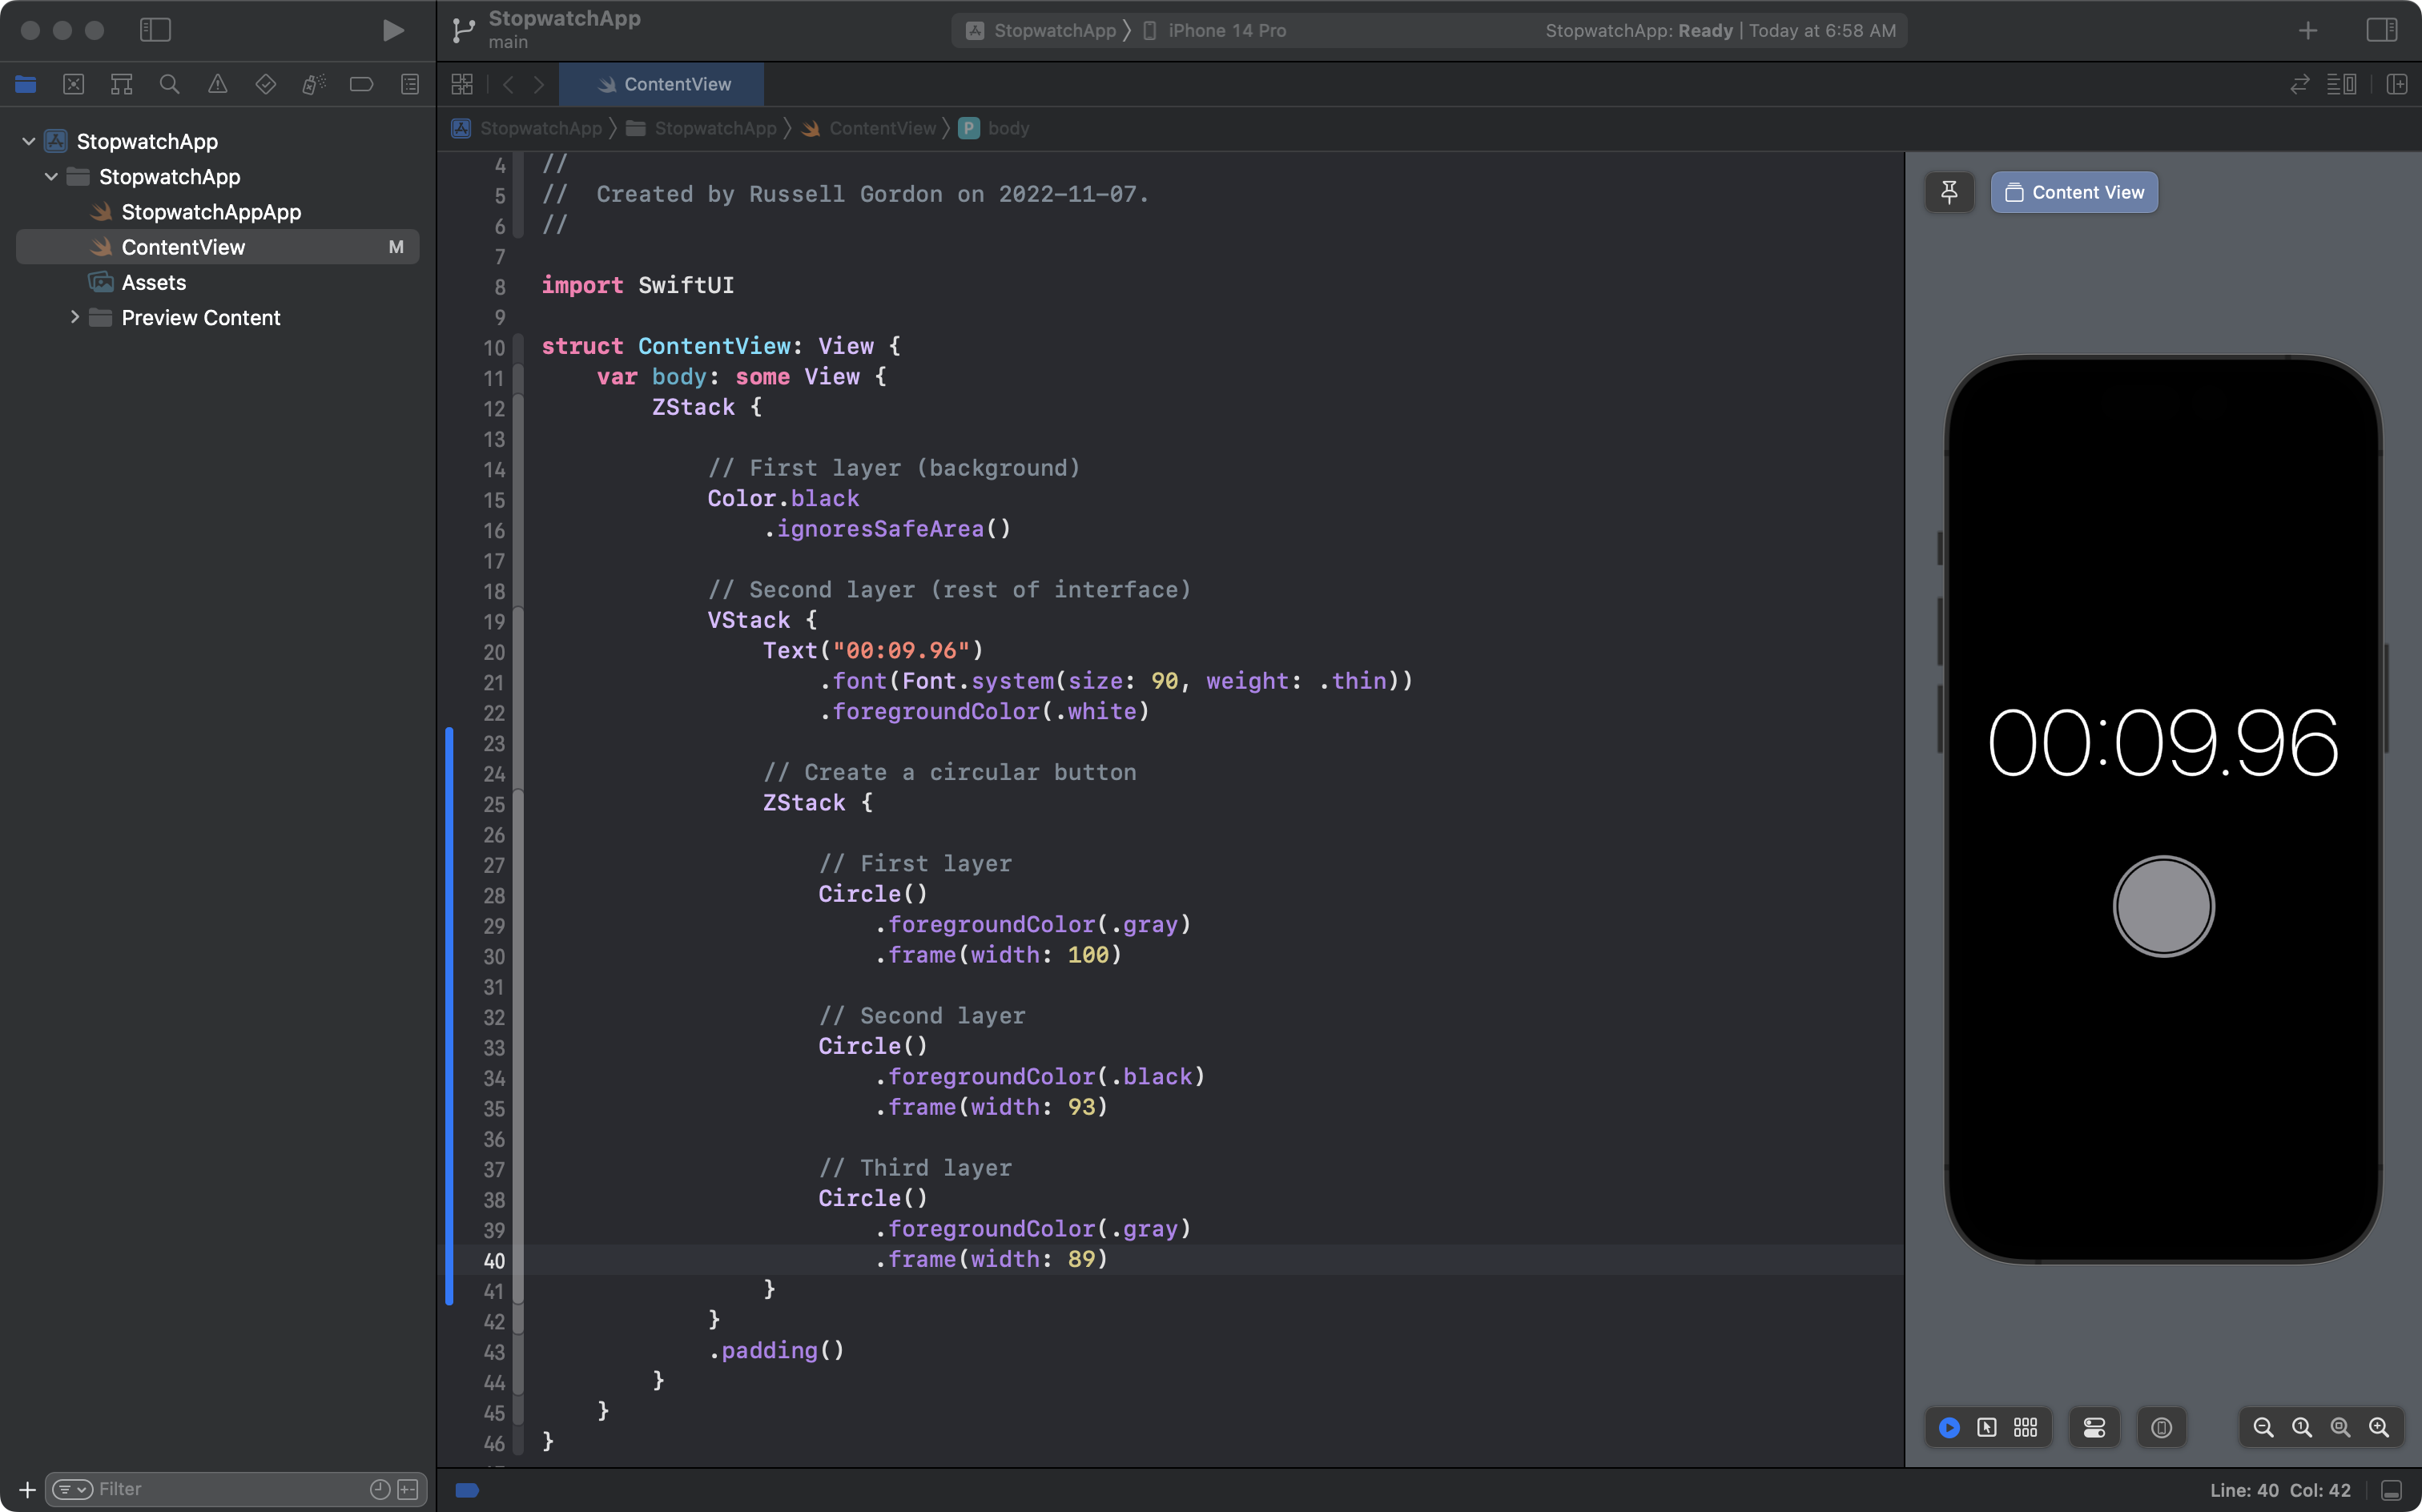 StopwatchApp
main
StopwatchApp
iPhone 14 Pro
StopwatchApp: Ready | Today at 6:58 AM
ContentView
StopwatchApp
StopwatchApp
ContentView
P body
StopwatchApp
StopwatchApp
StopwatchAppApp
ContentView M
Assets
Preview Content
4 //
5 //  Created by Russell Gordon on 2022-11-07.
6 //
7
8 import SwiftUI
9
10 struct ContentView: View {
11     var body: some View {
12         ZStack {
13
14             // First layer (background)
15             Color.black
16                 .ignoresSafeArea()
17
18             // Second layer (rest of interface)
19             VStack {
20                 Text("00:09.96")
21                     .font(Font.system(size: 90, weight: .thin))
22                     .foregroundColor(.white)
23
24                 // Create a circular button
25                 ZStack {
26
27                     // First layer
28                     Circle()
29                         .foregroundColor(.gray)
30                         .frame(width: 100)
31
32                     // Second layer
33                     Circle()
34                         .foregroundColor(.black)
35                         .frame(width: 93)
36
37                     // Third layer
38                     Circle()
39                         .foregroundColor(.gray)
40                         .frame(width: 89)
41                 }
42             }
43             .padding()
44         }
45     }
46 }
Content View
00:09.96
Filter
Line: 40 Col: 42